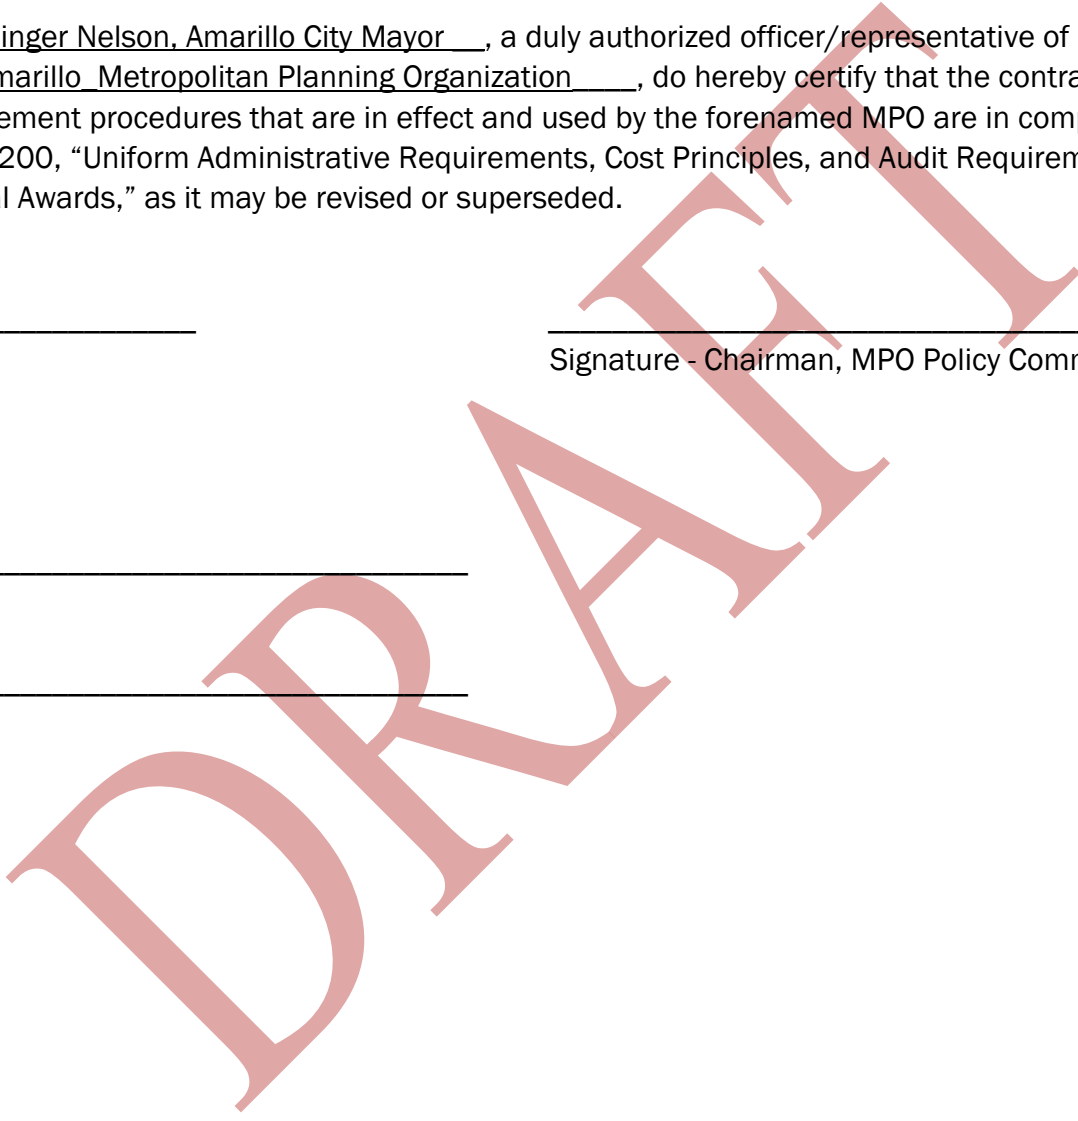 inger Nelson, Amarillo City Mayor __, a duly authorized officer/representative of
marillo_Metropolitan Planning Organization____, do hereby certify that the contra
ement procedures that are in effect and used by the forenamed MPO are in comp
200, “Uniform Administrative Requirements, Cost Principles, and Audit Requirem
l Awards,” as it may be revised or superseded.
Signature - Chairman, MPO Policy Comm
DRAFT